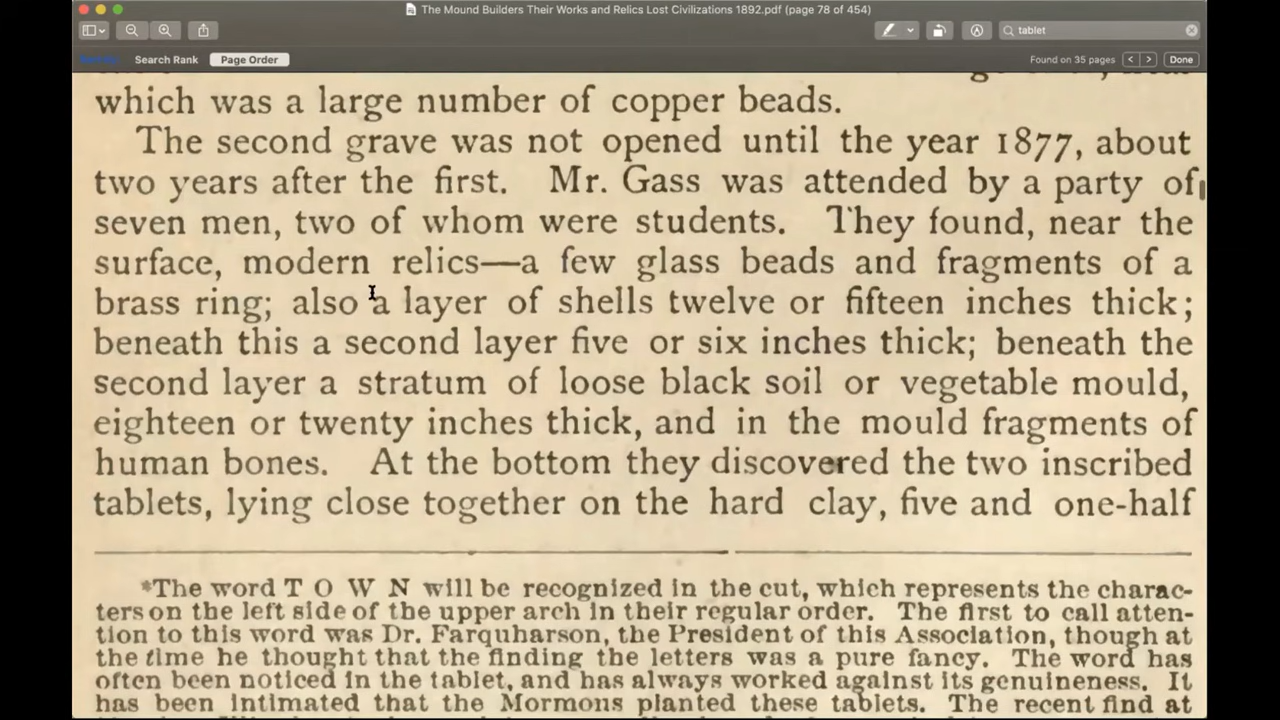 The Mound Builders Their Works and Relics Lost Civilizations 1892.pdf (page 78 of 454)
tablet
Search Rank
Page Order
Found on 35 pages
Done
which was a large number of copper beads.
The second grave was not opened until the year 1877, about
two years after the first. Mr. Gass was attended by a party of
seven men, two of whom were students. They found, near the
surface, modern relics—a few glass beads and fragments of a
brass ring; also a layer of shells twelve or fifteen inches thick;
beneath this a second layer five or six inches thick; beneath the
second layer a stratum of loose black soil or vegetable mould,
eighteen or twenty inches thick, and in the mould fragments of
human bones. At the bottom they discovered the two inscribed
tablets, lying close together on the hard clay, five and one-half
*The word T O W N will be recognized in the cut, which represents the charac-
ters on the left side of the upper arch in their regular order. The first to call atten-
tion to this word was Dr. Farquharson, the President of this Association, though at
the time he thought that the finding the letters was a pure fancy. The word has
often been noticed in the tablet, and has always worked against its genuineness. It
has been intimated that the Mormons planted these tablets. The recent find at